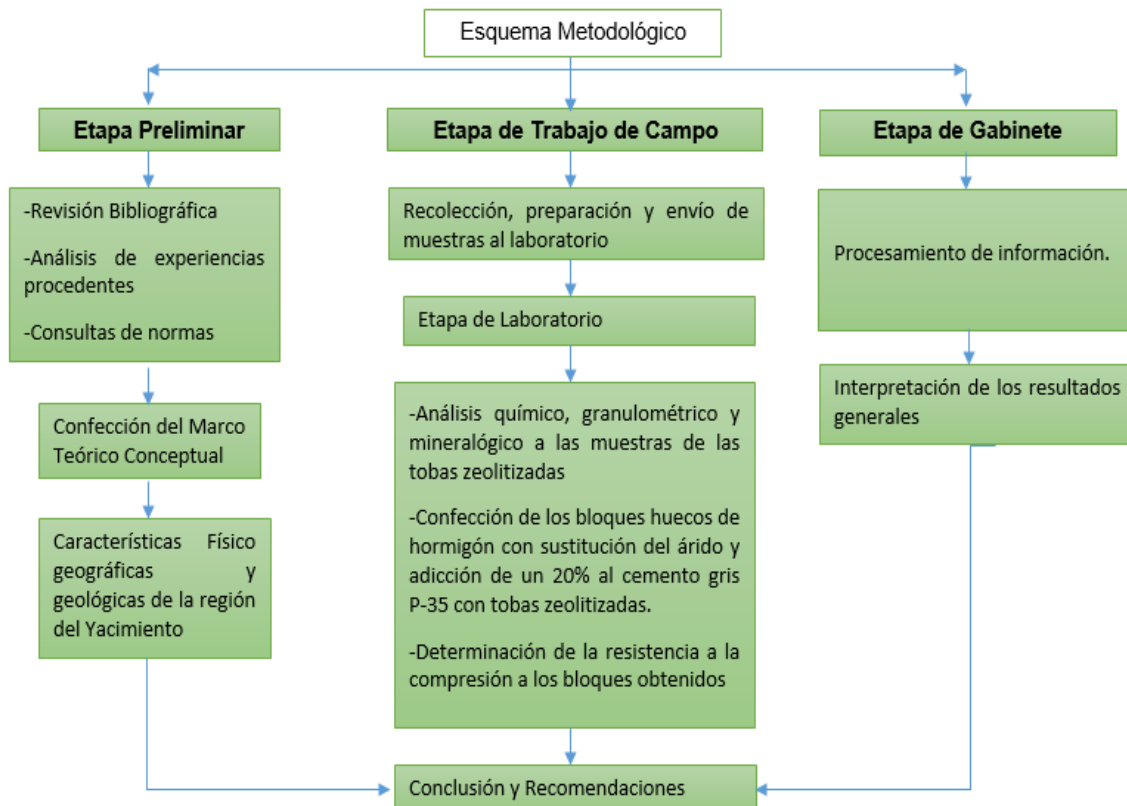 Esquema Metodológico
Etapa Preliminar
-Revisión Bibliográfica
-Análisis de experiencias
procedentes
-Consultas de normas
Confección del Marco
Teórico Conceptual
Características Físico
geográficas y
geológicas de la región
del Yacimiento
Etapa de Trabajo de Campo
Recolección, preparación y envío de
muestras al laboratorio
Etapa de Laboratorio
-Análisis químico, granulométrico y
mineralógico a las muestras de las
tobas zeolitizadas
-Confección de los bloques huecos de
hormigón con sustitución del árido y
adicción de un 20% al cemento gris
P-35 con tobas zeolitizadas.
-Determinación de la resistencia a la
compresión a los bloques obtenidos
Etapa de Gabinete
Procesamiento de información.
Interpretación de los resultados
generales
Conclusión y Recomendaciones